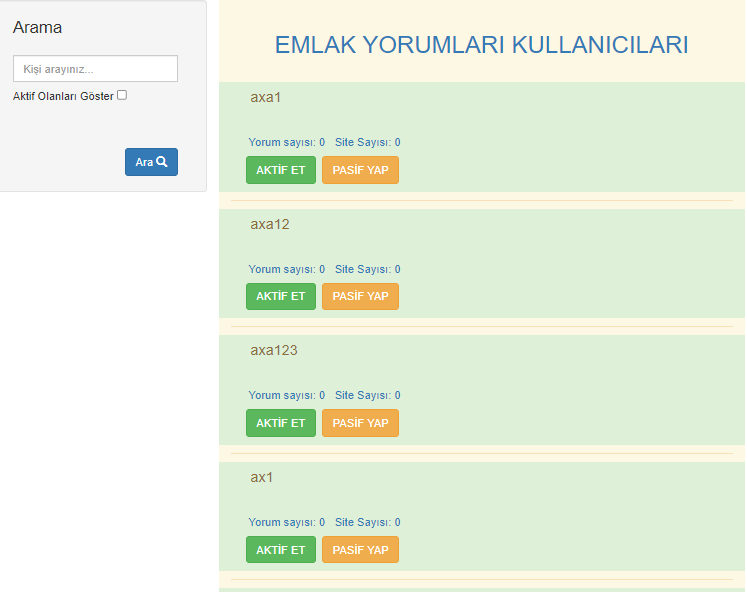 Arama
Kişi arayınız...
Aktif Olanları Göster
Ara
EMLAK YORUMLARI KULLANICILARI
axa1
Yorum sayısı: 0 Site Sayısı: 0
AKTİF ET PASİF YAP
axa12
Yorum sayısı: 0 Site Sayısı: 0
AKTİF ET PASİF YAP
axa123
Yorum sayısı: 0 Site Sayısı: 0
AKTİF ET PASİF YAP
ax1
Yorum sayısı: 0 Site Sayısı: 0
AKTİF ET PASİF YAP